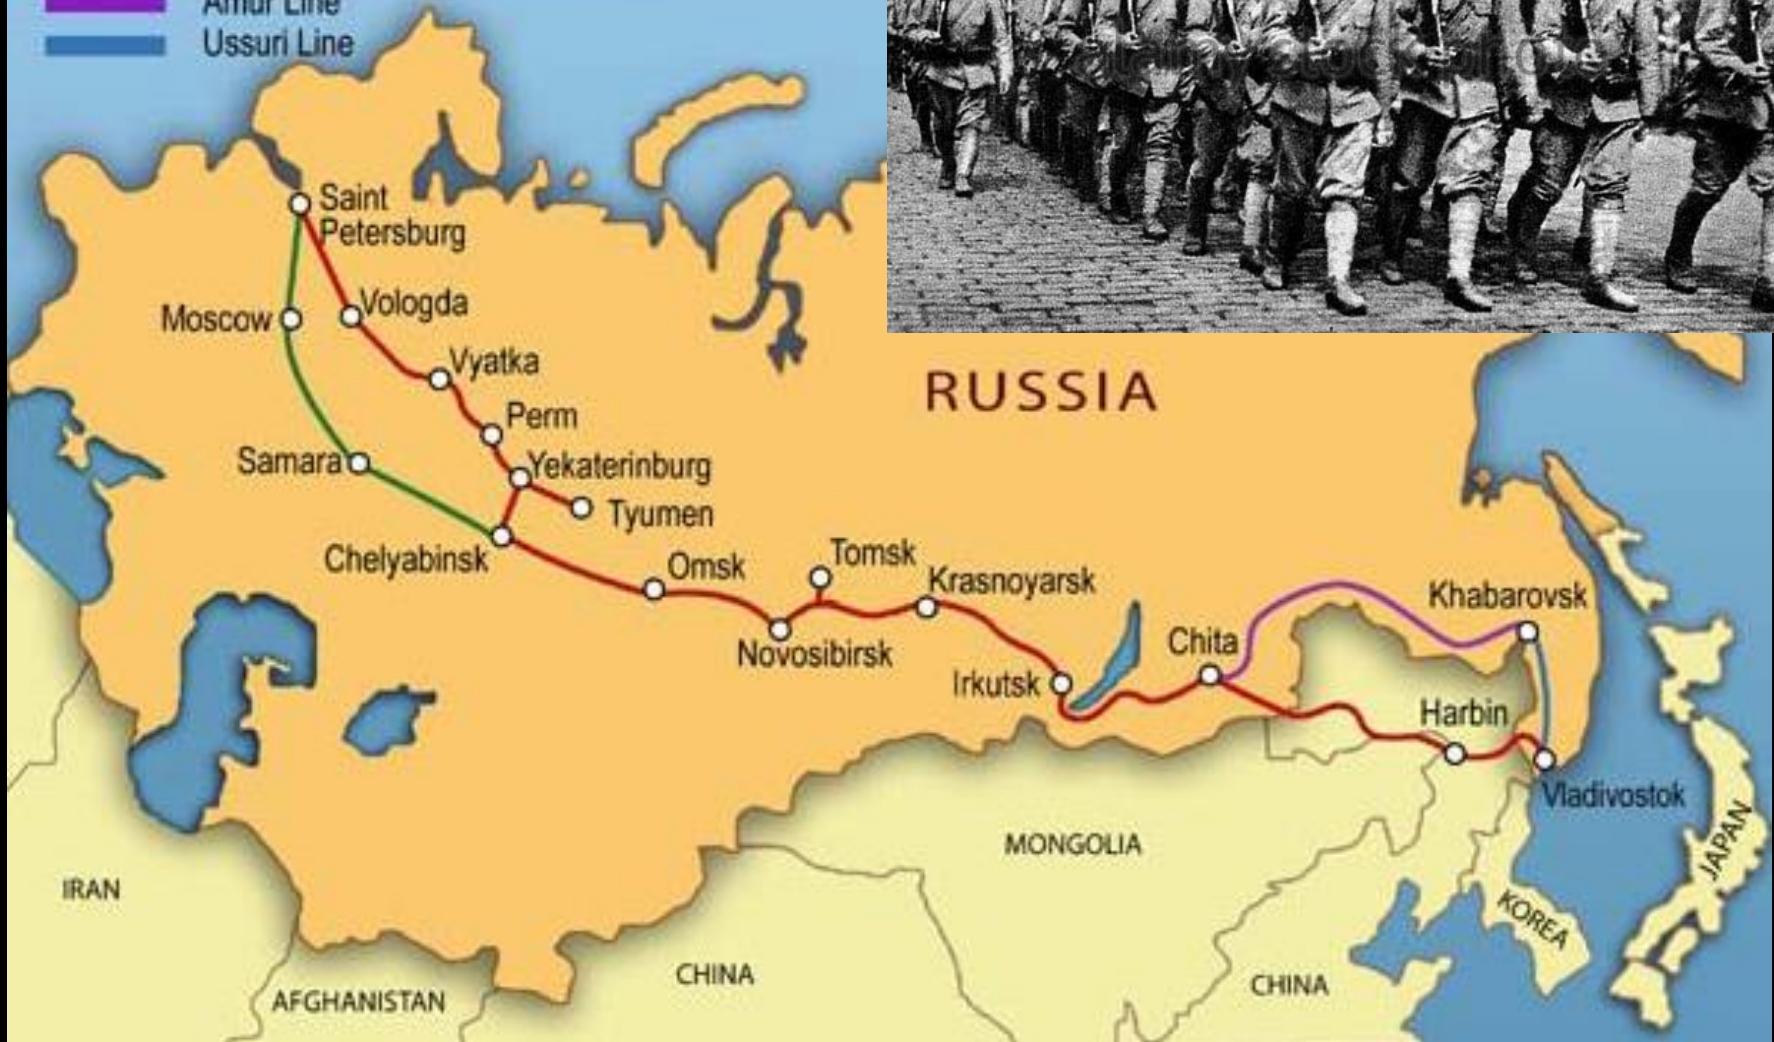 Amur Line
Ussuri Line
Saint
Petersburg
Moscow
Vologda
Vyatka
Perm
Samara
Yekaterinburg
Tyumen
Chelyabinsk
Omsk
Tomsk
Krasnoyarsk
Novosibirsk
Irkutsk
Chita
Khabarovsk
Harbin
Vladivostok
RUSSIA
MONGOLIA
IRAN
AFGHANISTAN
CHINA
CHINA
KOREA
JAPAN